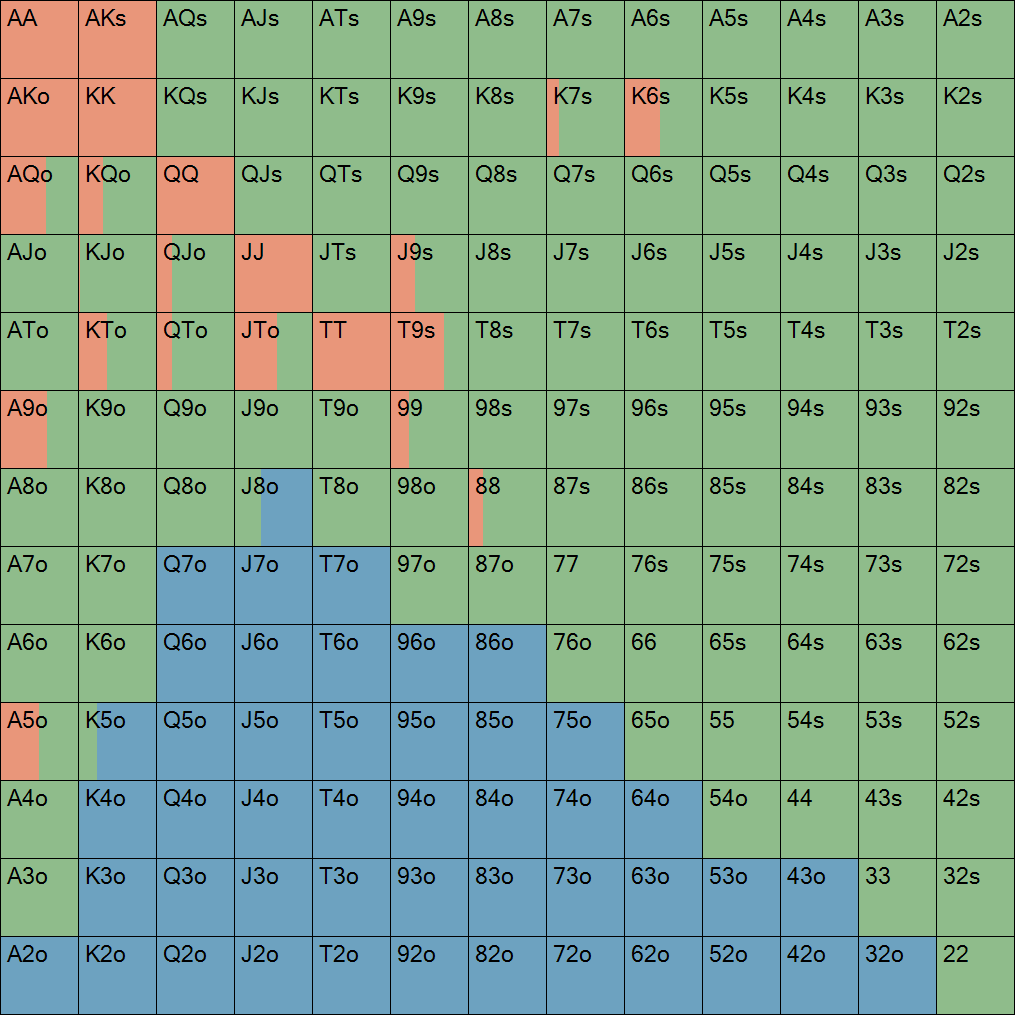 AA AKs AQs AJs ATs A9s A8s A7s A6s A5s A4s A3s A2s
AKo KK KQs KJs KTs K9s K8s K7s K6s K5s K4s K3s K2s
AQo KQo QQ QJs QTs Q9s Q8s Q7s Q6s Q5s Q4s Q3s Q2s
AJo KJo QJo JJ JTs J9s J8s J7s J6s J5s J4s J3s J2s
ATo KTo QTo JTo TT T9s T8s T7s T6s T5s T4s T3s T2s
A9o K9o Q9o J9o T9o 99 98s 97s 96s 95s 94s 93s 92s
A8o K8o Q8o J8o T8o 98o 88 87s 86s 85s 84s 83s 82s
A7o K7o Q7o J7o T7o 97o 87o 77 76s 75s 74s 73s 72s
A6o K6o Q6o J6o T6o 96o 86o 76o 66 65s 64s 63s 62s
A5o K5o Q5o J5o T5o 95o 85o 75o 65o 55 54s 53s 52s
A4o K4o Q4o J4o T4o 94o 84o 74o 64o 54o 44 43s 42s
A3o K3o Q3o J3o T3o 93o 83o 73o 63o 53o 43o 33 32s
A2o K2o Q2o J2o T2o 92o 82o 72o 62o 52o 42o 32o 22